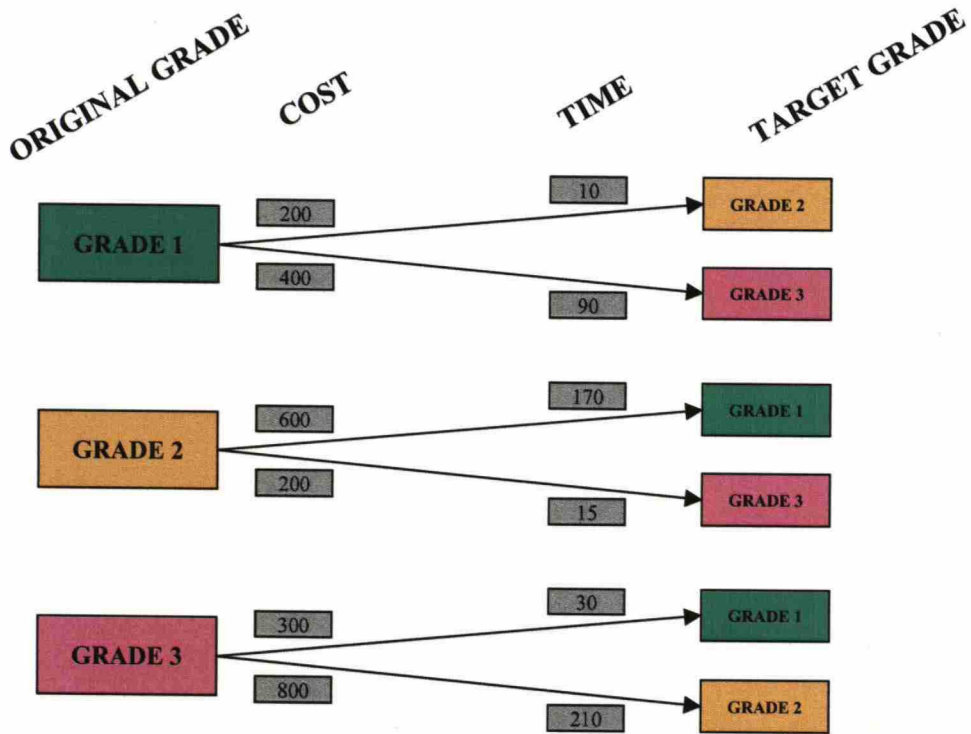 ORIGINAL GRADE
COST
TIME
TARGET GRADE
GRADE 1
200
10
GRADE 2
400
90
GRADE 3
GRADE 2
600
170
GRADE 1
200
15
GRADE 3
GRADE 3
300
30
GRADE 1
800
210
GRADE 2